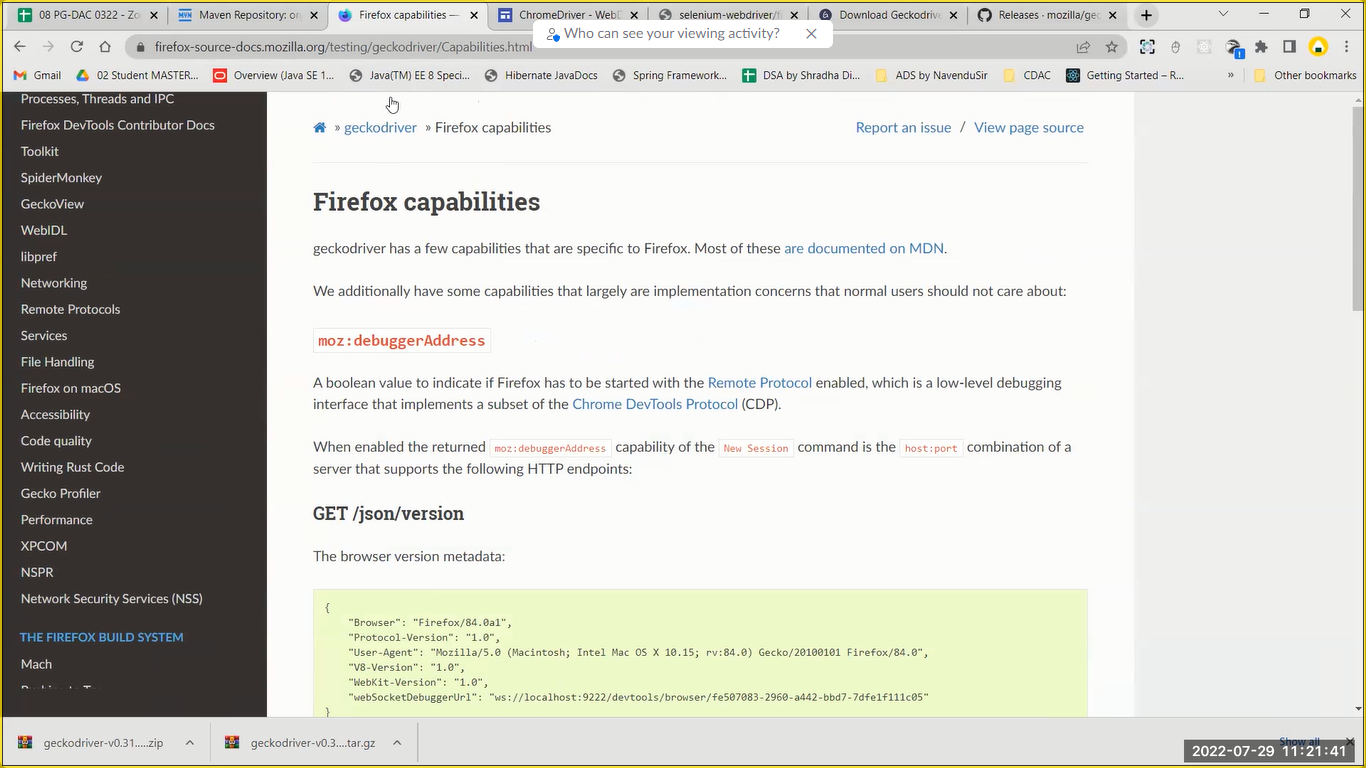 08 PG-DAC 0322 - Zo
Maven Repository: or
Firefox capabilities —
ChromeDriver - WebD
selenium-webdriver/fi
Download Geckodrive
Releases · mozilla/gec
Who can see your viewing activity?
firefox-source-docs.mozilla.org/testing/geckodriver/Capabilities.html
Gmail
02 Student MASTER...
Overview (Java SE 1...
Java(TM) EE 8 Speci...
Hibernate JavaDocs
Spring Framework...
DSA by Shradha Di...
ADS by NavenduSir
CDAC
Getting Started – R...
»
Other bookmarks
Processes, Threads and IPC
Firefox DevTools Contributor Docs
Toolkit
SpiderMonkey
GeckoView
WebIDL
libpref
Networking
Remote Protocols
Services
File Handling
Firefox on macOS
Accessibility
Code quality
Writing Rust Code
Gecko Profiler
Performance
XPCOM
NSPR
Network Security Services (NSS)
THE FIREFOX BUILD SYSTEM
Mach
» geckodriver » Firefox capabilities
Report an issue / View page source
Firefox capabilities
geckodriver has a few capabilities that are specific to Firefox. Most of these are documented on MDN.
We additionally have some capabilities that largely are implementation concerns that normal users should not care about:
moz:debuggerAddress
A boolean value to indicate if Firefox has to be started with the Remote Protocol enabled, which is a low-level debugging
interface that implements a subset of the Chrome DevTools Protocol (CDP).
When enabled the returned moz:debuggerAddress capability of the New Session command is the host:port combination of a
server that supports the following HTTP endpoints:
GET /json/version
The browser version metadata:
{
"Browser": "Firefox/84.0a1",
"Protocol-Version": "1.0",
"User-Agent": "Mozilla/5.0 (Macintosh; Intel Mac OS X 10.15; rv:84.0) Gecko/20100101 Firefox/84.0",
"V8-Version": "1.0",
"WebKit-Version": "1.0",
"webSocketDebuggerUrl": "ws://localhost:9222/devtools/browser/fe507083-2960-a442-bbd7-7dfe1f111c05"
}
geckodriver-v0.31.....zip
geckodriver-v0.3....tar.gz
Show all
2022-07-29 11:21:41